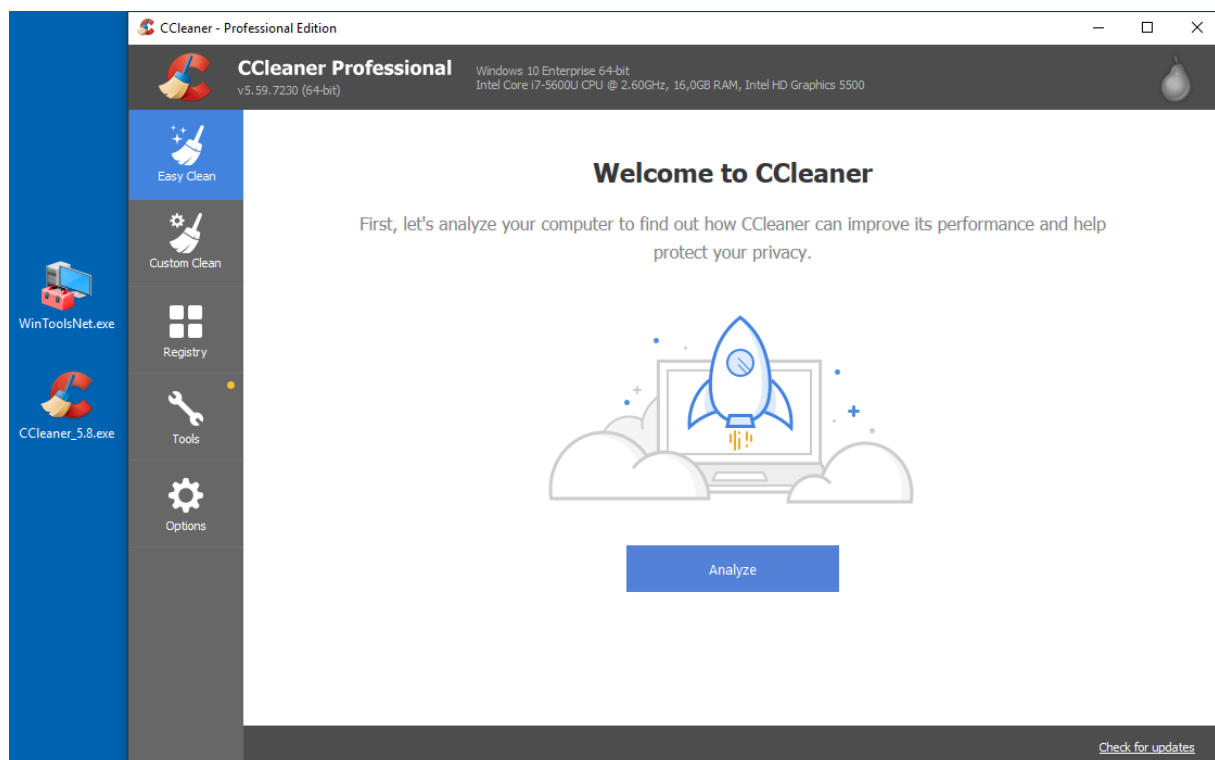 CCleaner - Professional Edition
CCleaner Professional
v5.59.7230 (64-bit)
Windows 10 Enterprise 64-bit
Intel Core i7-5600U CPU @ 2.60GHz, 16,0GB RAM, Intel HD Graphics 5500
Easy Clean
Custom Clean
Registry
Tools
Options
WinToolsNet.exe
CCleaner_5.8.exe
Welcome to CCleaner
First, let's analyze your computer to find out how CCleaner can improve its performance and help
protect your privacy.
Analyze
Check for updates